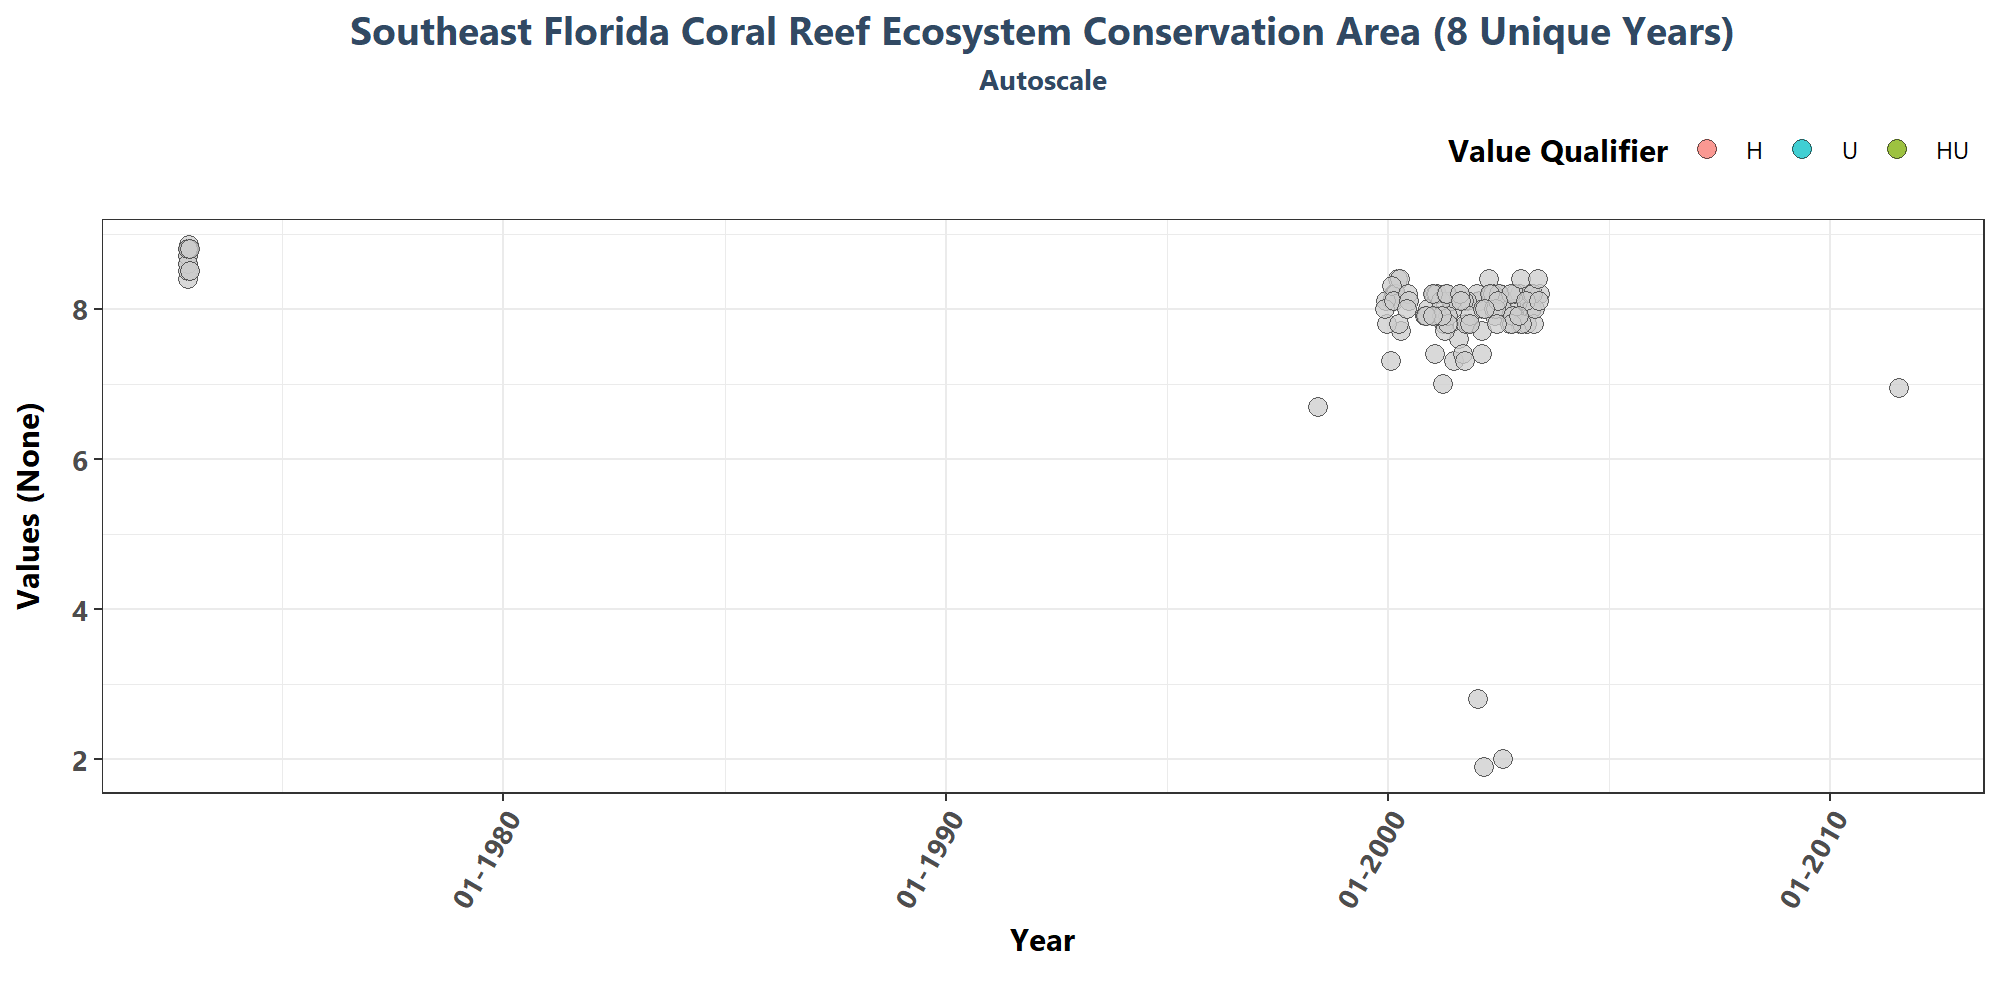 Southeast Florida Coral Reef Ecosystem Conservation Area (8 Unique Years)
Autoscale
Value Qualifier H U HU
Values (None)
8
6
4
2
01-1980 01-1990 01-2000 01-2010
Year